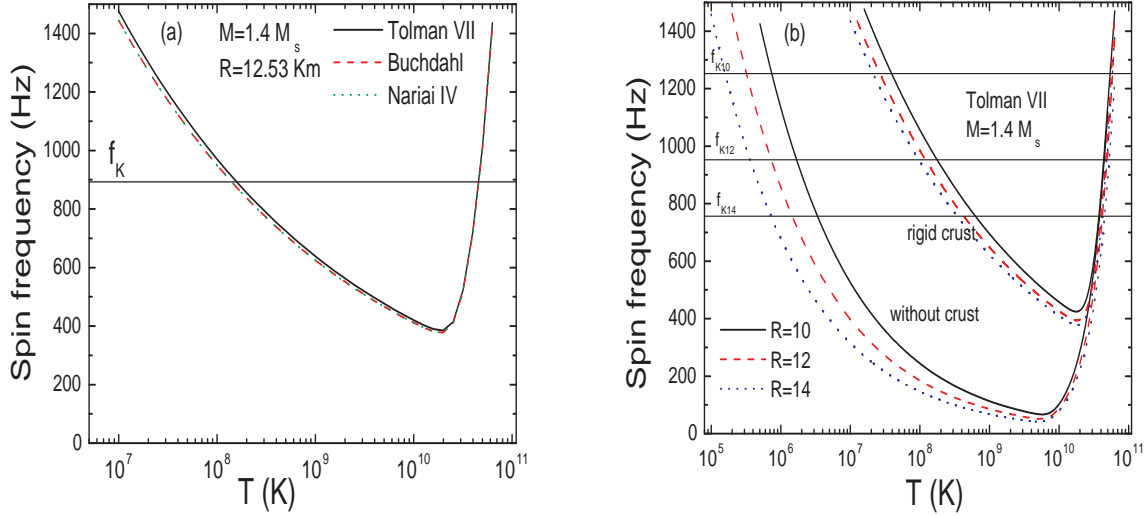 (a)
M=1.4 M_s
R=12.53 Km
Tolman VII
Buchdahl
Nariai IV
f_K
Spin frequency (Hz)
1400
1200
1000
800
600
400
200
0
10^7 10^8 10^9 10^10 10^11
T (K)
(b)
f_K10
Tolman VII
M=1.4 M_s
f_K12
f_K14
rigid crust
without crust
R=10
R=12
R=14
Spin frequency (Hz)
1400
1200
1000
800
600
400
200
0
10^5 10^6 10^7 10^8 10^9 10^10 10^11
T (K)